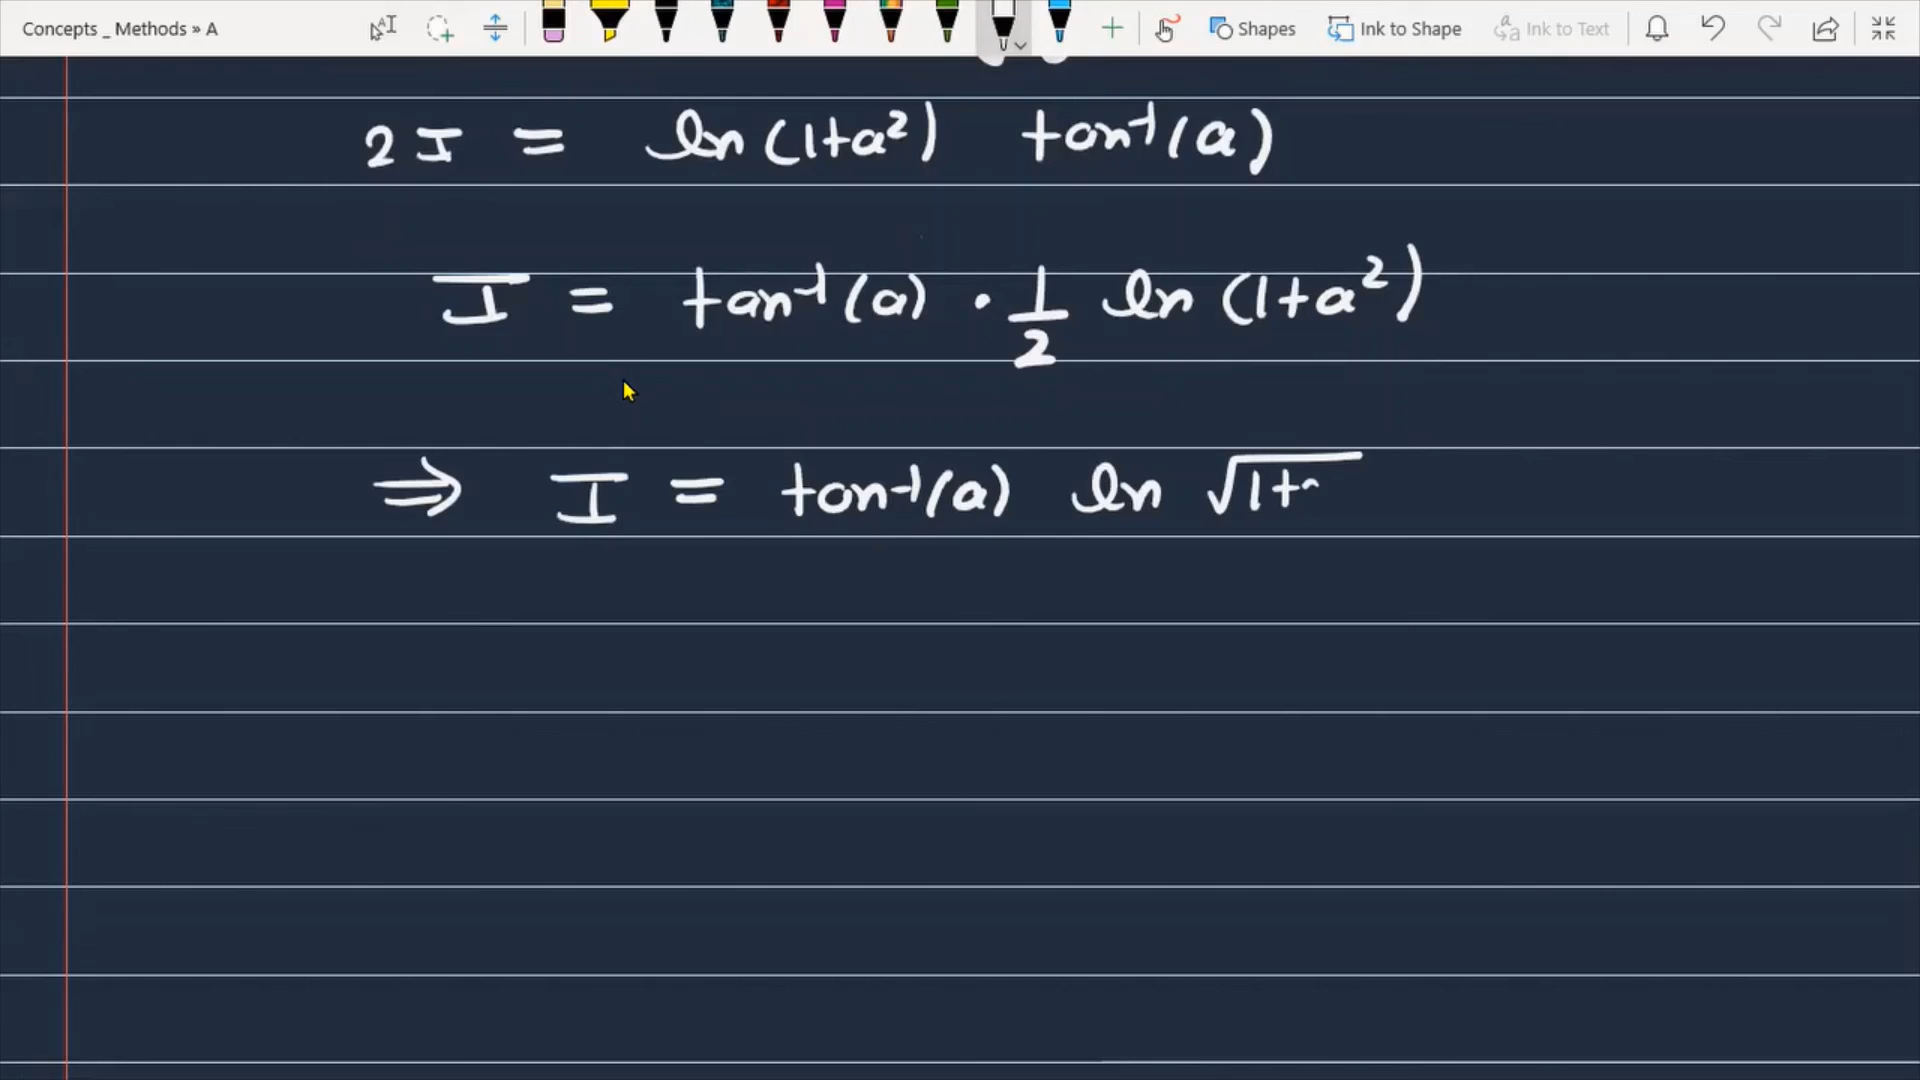 Concepts _ Methods » A Shapes Ink to Shape Ink to Text
2I = ln(1+a²) tan⁻¹(a)
I = tan⁻¹(a) · 1/2 ln(1+a²)
⇒ I = tan⁻¹(a) ln √1+